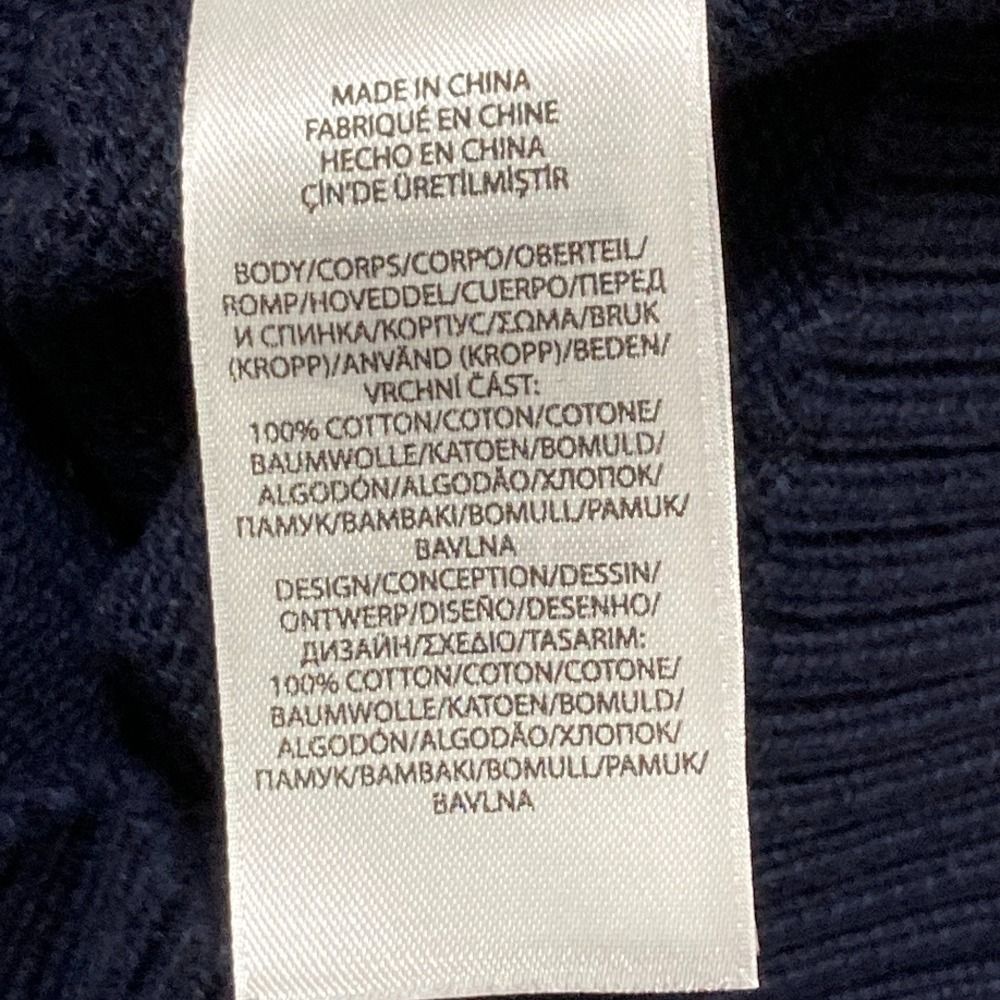 MADE IN CHINA
FABRIQUÉ EN CHINE
HECHO EN CHINA
ÇİN'DE ÜRETİLMİŞTİR
BODY/CORPS/CORPO/OBERTEIL/
ROMP/HOVEDDEL/CUERPO/ПЕРЕД
И СПИНКА/КОРПУС/ΣΩΜΑ/BRUK
(KROPP)/ANVÄND (KROPP)/BEDEN/
VRCHNÍ ČÁST:
100% COTTON/COTON/COTONE/
BAUMWOLLE/KATOEN/BOMULD/
ALGODÓN/ALGODÃO/ХЛОПОК/
ПАМУК/BAMBAKI/BOMULL/PAMUK/
BAVLNA
DESIGN/CONCEPTION/DESSIN/
ONTWERP/DISEÑO/DESENHO/
ДИЗАЙН/ΣΧΕΔΙΟ/TASARIM:
100% COTTON/COTON/COTONE/
BAUMWOLLE/KATOEN/BOMULD/
ALGODÓN/ALGODÃO/ХЛОПОК/
ПАМУК/BAMBAKI/BOMULL/PAMUK/
BAVLNA